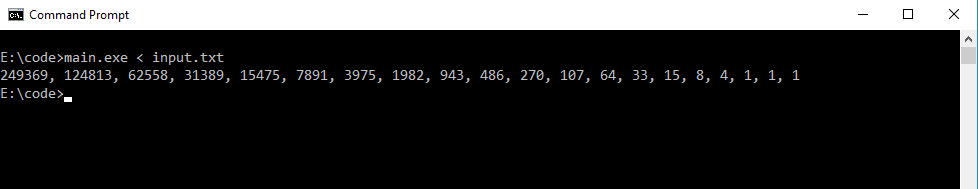 Command Prompt
E:\code>main.exe < input.txt
249369, 124813, 62558, 31389, 15475, 7891, 3975, 1982, 943, 486, 270, 107, 64, 33, 15, 8, 4, 1, 1, 1
E:\code>